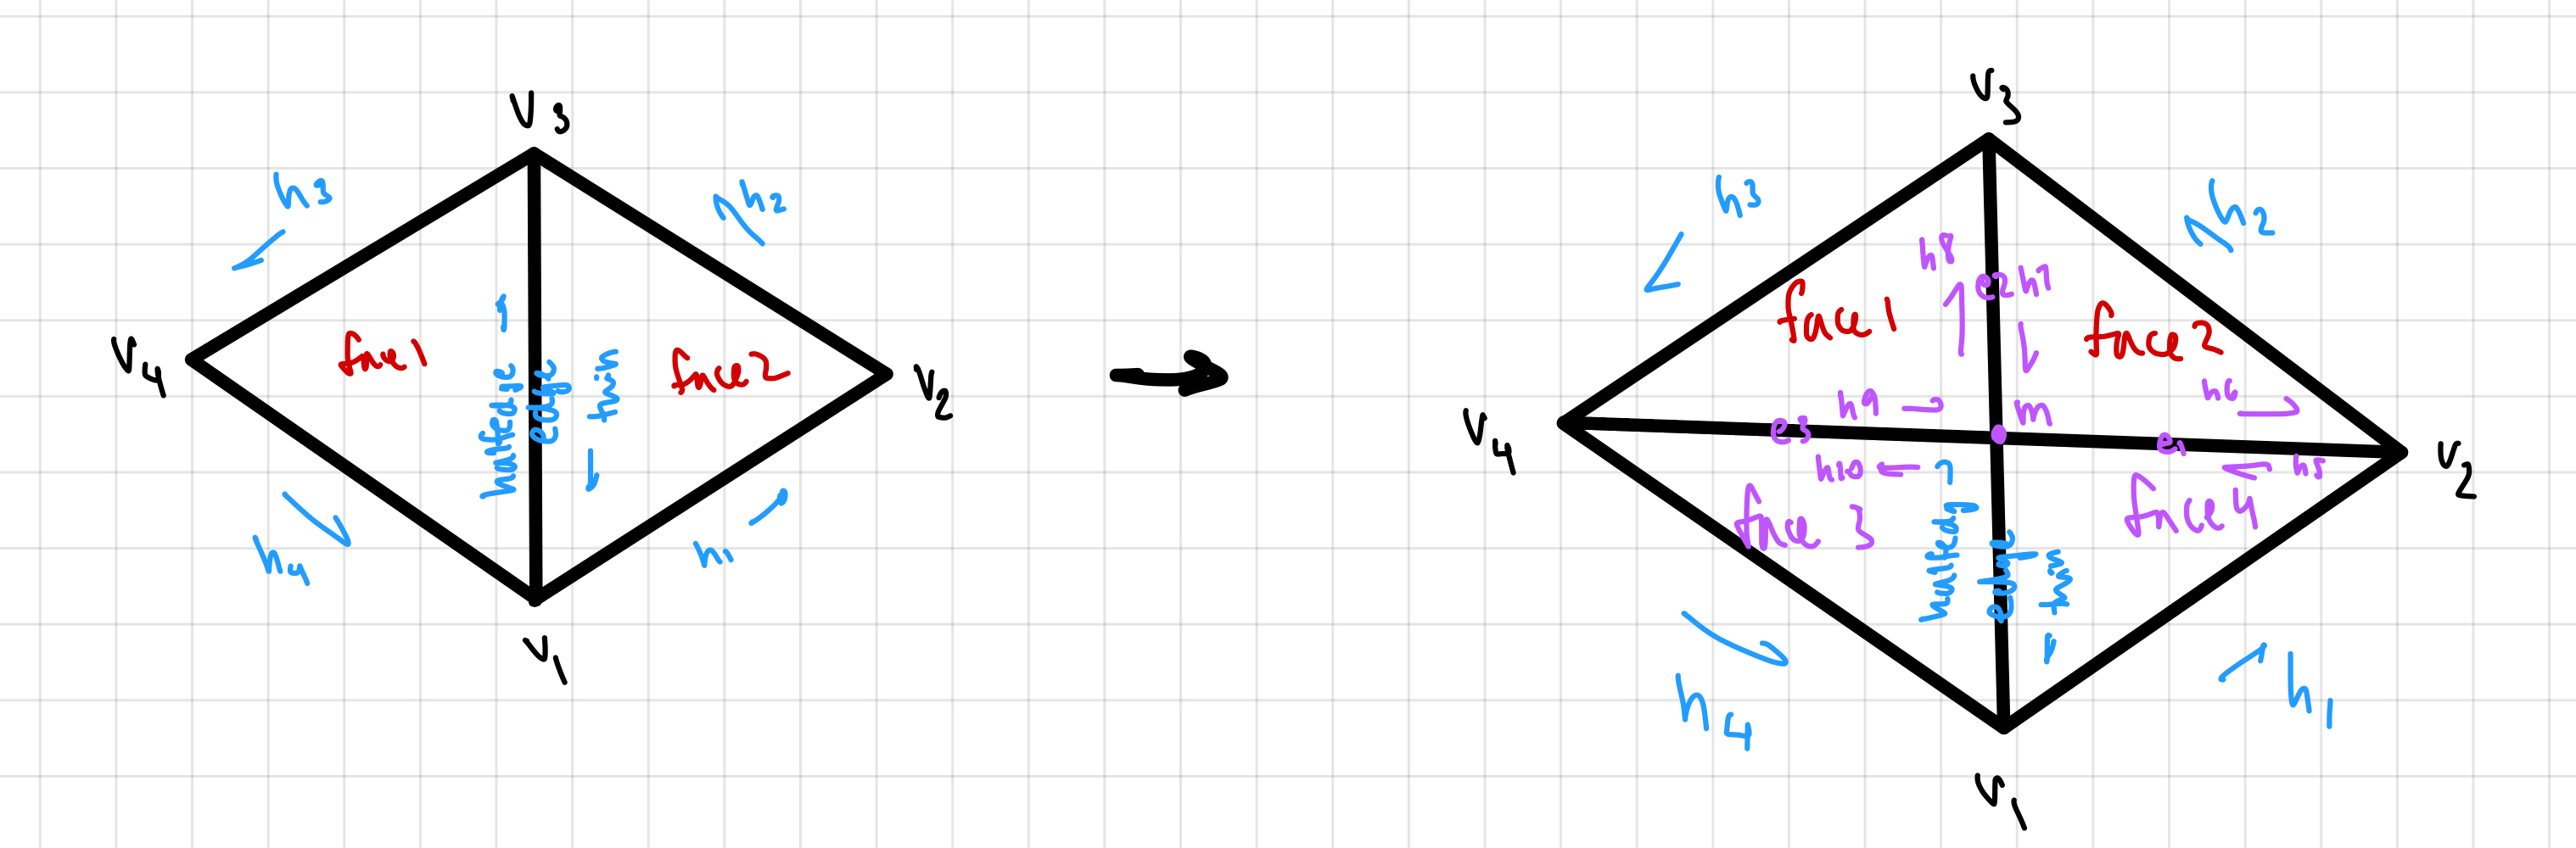 v3
h3
h2
face1
face2
v4
v2
halfedge
edge
twin
h4
h1
v1
v3
h3
h2
h8
e2
h7
face1
face2
h6
h9
m
v4
e3
e1
v2
h10
h5
face 3
face4
halfedge
edge
twin
h4
h1
v1